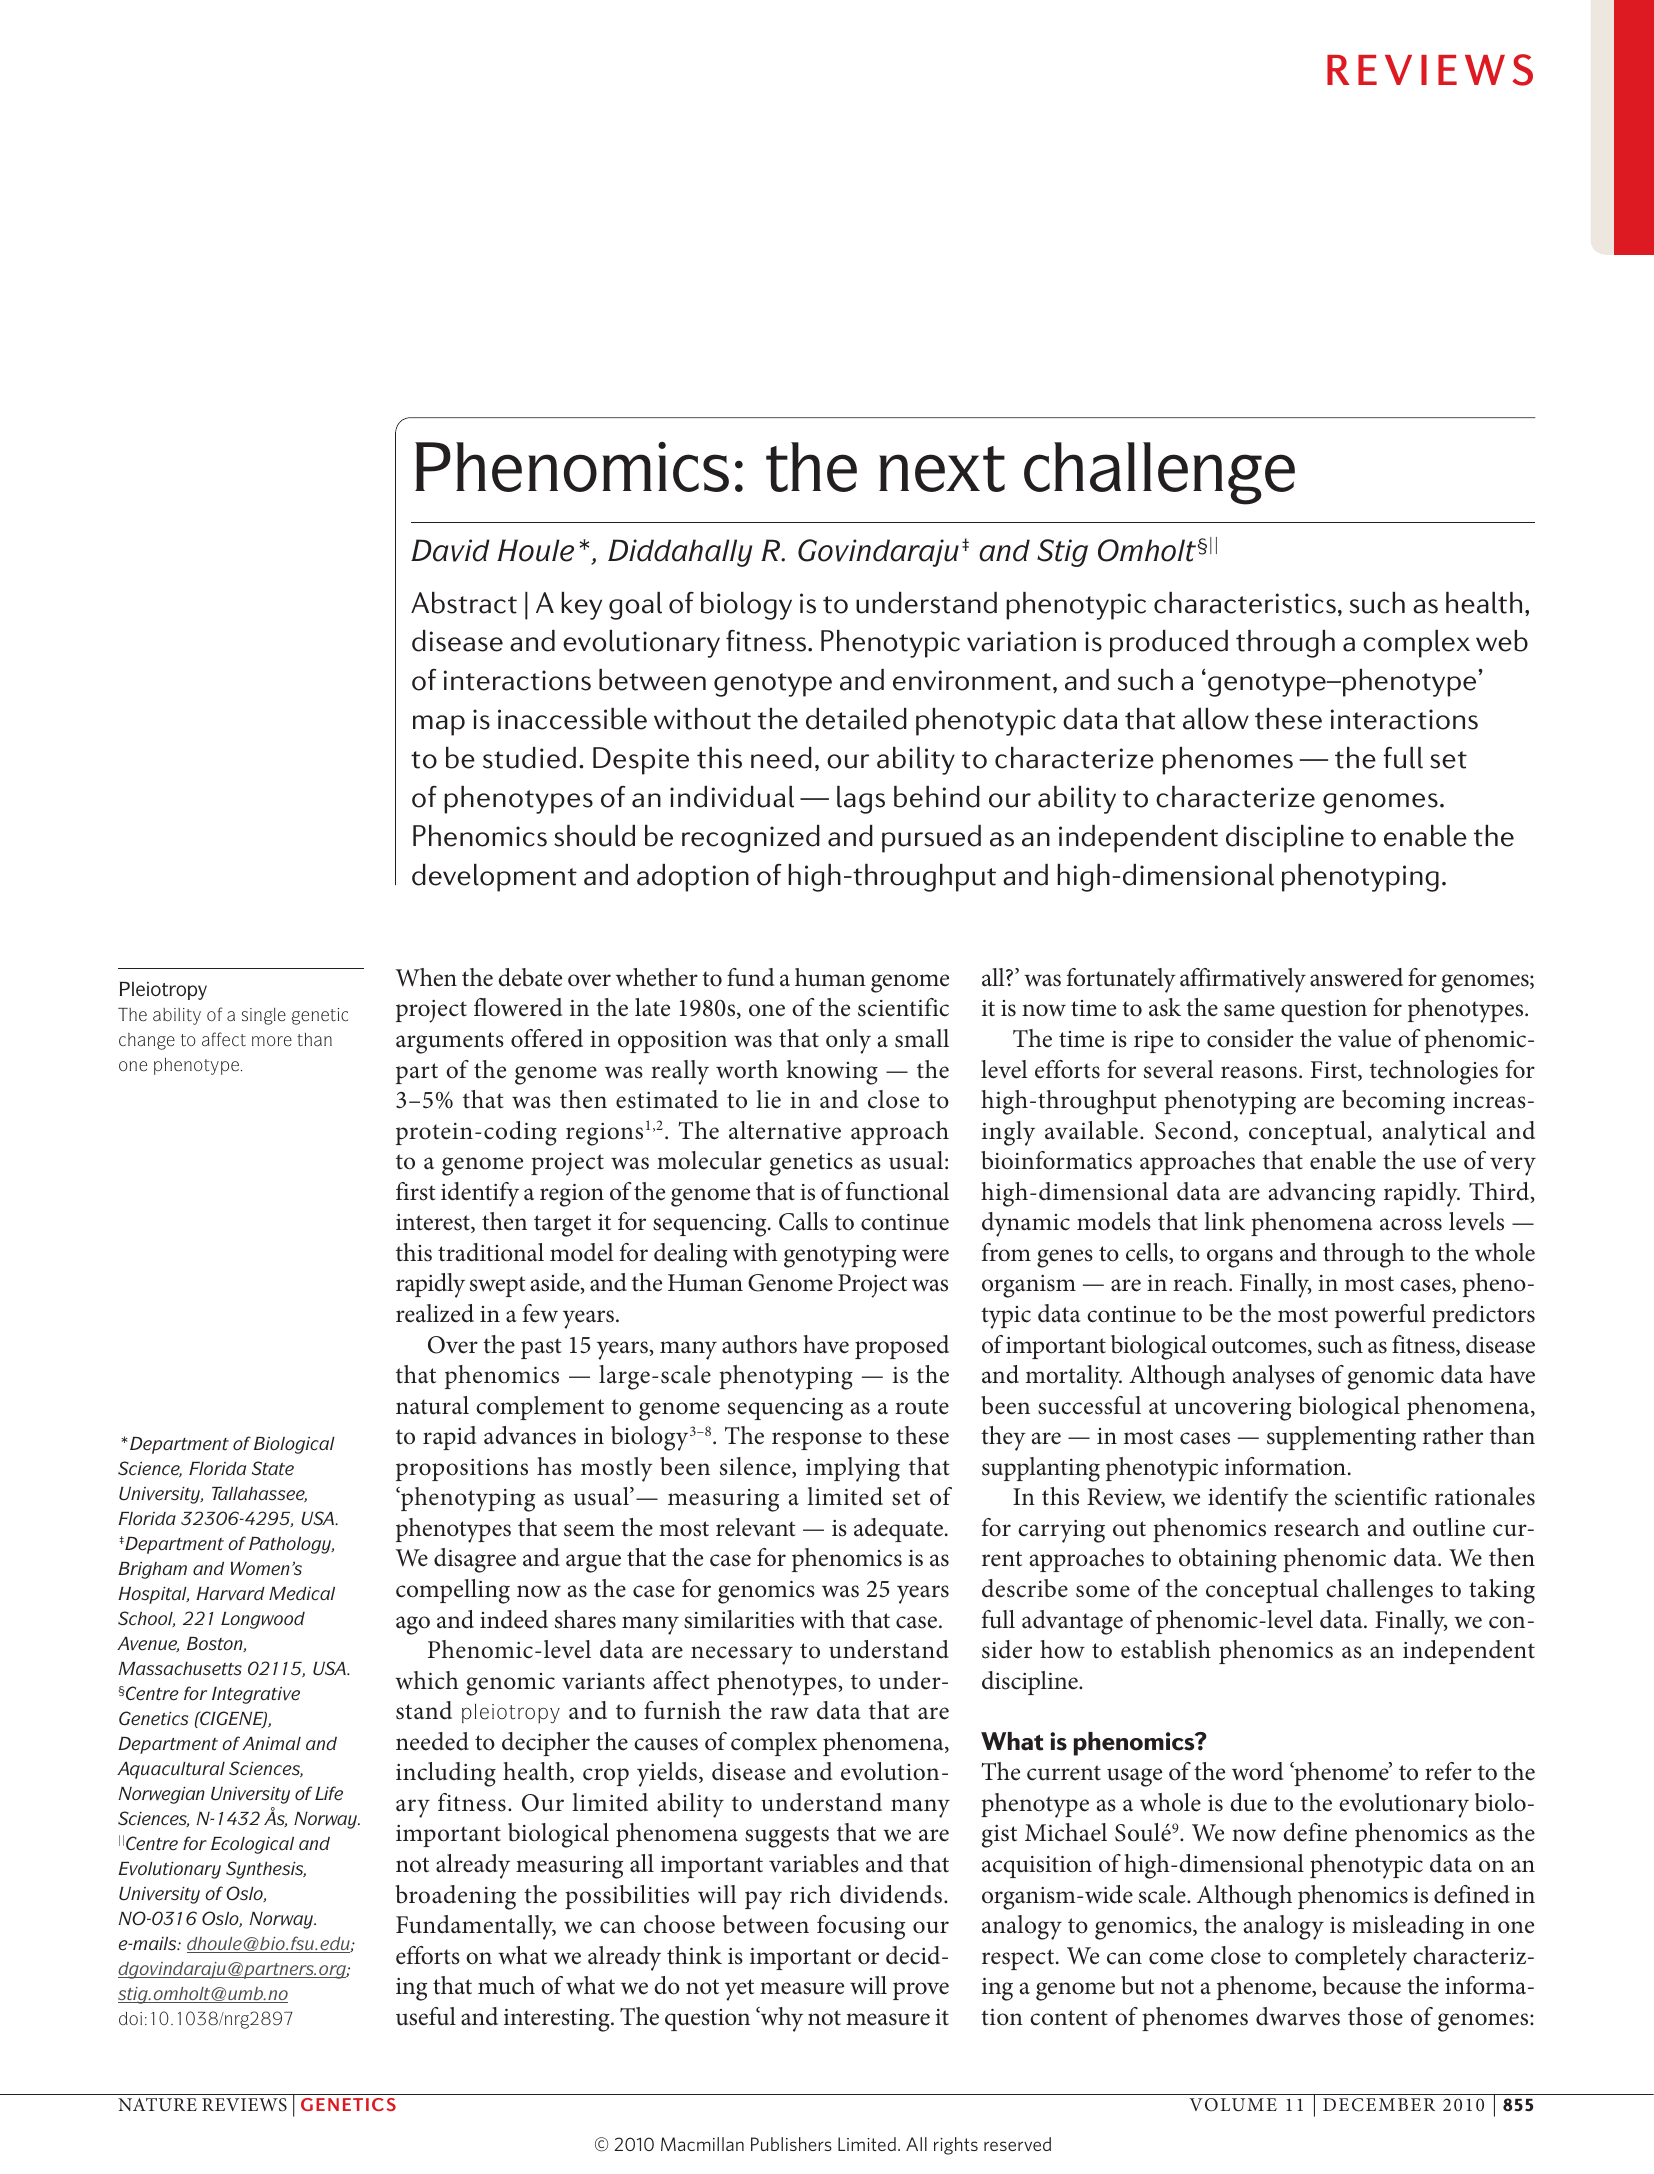 REVIEWS
Phenomics: the next challenge
David Houle*, Diddahally R. Govindaraju‡ and Stig Omholt§||
Abstract | A key goal of biology is to understand phenotypic characteristics, such as health,
disease and evolutionary fitness. Phenotypic variation is produced through a complex web
of interactions between genotype and environment, and such a ‘genotype–phenotype’
map is inaccessible without the detailed phenotypic data that allow these interactions
to be studied. Despite this need, our ability to characterize phenomes — the full set
of phenotypes of an individual — lags behind our ability to characterize genomes.
Phenomics should be recognized and pursued as an independent discipline to enable the
development and adoption of high-throughput and high-dimensional phenotyping.
Pleiotropy
The ability of a single genetic
change to affect more than
one phenotype.
*Department of Biological
Science, Florida State
University, Tallahassee,
Florida 32306-4295, USA.
‡Department of Pathology,
Brigham and Women’s
Hospital, Harvard Medical
School, 221 Longwood
Avenue, Boston,
Massachusetts 02115, USA.
§Centre for Integrative
Genetics (CIGENE),
Department of Animal and
Aquacultural Sciences,
Norwegian University of Life
Sciences, N-1432 Ås, Norway.
||Centre for Ecological and
Evolutionary Synthesis,
University of Oslo,
NO-0316 Oslo, Norway.
e-mails: dhoule@bio.fsu.edu;
dgovindaraju@partners.org;
stig.omholt@umb.no
doi:10.1038/nrg2897
When the debate over whether to fund a human genome
project flowered in the late 1980s, one of the scientific
arguments offered in opposition was that only a small
part of the genome was really worth knowing — the
3–5% that was then estimated to lie in and close to
protein-coding regions1,2. The alternative approach
to a genome project was molecular genetics as usual:
first identify a region of the genome that is of functional
interest, then target it for sequencing. Calls to continue
this traditional model for dealing with genotyping were
rapidly swept aside, and the Human Genome Project was
realized in a few years.
Over the past 15 years, many authors have proposed
that phenomics — large-scale phenotyping — is the
natural complement to genome sequencing as a route
to rapid advances in biology3–8. The response to these
propositions has mostly been silence, implying that
‘phenotyping as usual’— measuring a limited set of
phenotypes that seem the most relevant — is adequate.
We disagree and argue that the case for phenomics is as
compelling now as the case for genomics was 25 years
ago and indeed shares many similarities with that case.
Phenomic-level data are necessary to understand
which genomic variants affect phenotypes, to under-
stand pleiotropy and to furnish the raw data that are
needed to decipher the causes of complex phenomena,
including health, crop yields, disease and evolution-
ary fitness. Our limited ability to understand many
important biological phenomena suggests that we are
not already measuring all important variables and that
broadening the possibilities will pay rich dividends.
Fundamentally, we can choose between focusing our
efforts on what we already think is important or decid-
ing that much of what we do not yet measure will prove
useful and interesting. The question ‘why not measure it
all?’ was fortunately affirmatively answered for genomes;
it is now time to ask the same question for phenotypes.
The time is ripe to consider the value of phenomic-
level efforts for several reasons. First, technologies for
high-throughput phenotyping are becoming increas-
ingly available. Second, conceptual, analytical and
bioinformatics approaches that enable the use of very
high-dimensional data are advancing rapidly. Third,
dynamic models that link phenomena across levels —
from genes to cells, to organs and through to the whole
organism — are in reach. Finally, in most cases, pheno-
typic data continue to be the most powerful predictors
of important biological outcomes, such as fitness, disease
and mortality. Although analyses of genomic data have
been successful at uncovering biological phenomena,
they are — in most cases — supplementing rather than
supplanting phenotypic information.
In this Review, we identify the scientific rationales
for carrying out phenomics research and outline cur-
rent approaches to obtaining phenomic data. We then
describe some of the conceptual challenges to taking
full advantage of phenomic-level data. Finally, we con-
sider how to establish phenomics as an independent
discipline.
What is phenomics?
The current usage of the word ‘phenome’ to refer to the
phenotype as a whole is due to the evolutionary biolo-
gist Michael Soulé9. We now define phenomics as the
acquisition of high-dimensional phenotypic data on an
organism-wide scale. Although phenomics is defined in
analogy to genomics, the analogy is misleading in one
respect. We can come close to completely characteriz-
ing a genome but not a phenome, because the informa-
tion content of phenomes dwarves those of genomes:
NATURE REVIEWS | GENETICS
VOLUME 11 | DECEMBER 2010 | 855
© 2010 Macmillan Publishers Limited. All rights reserved